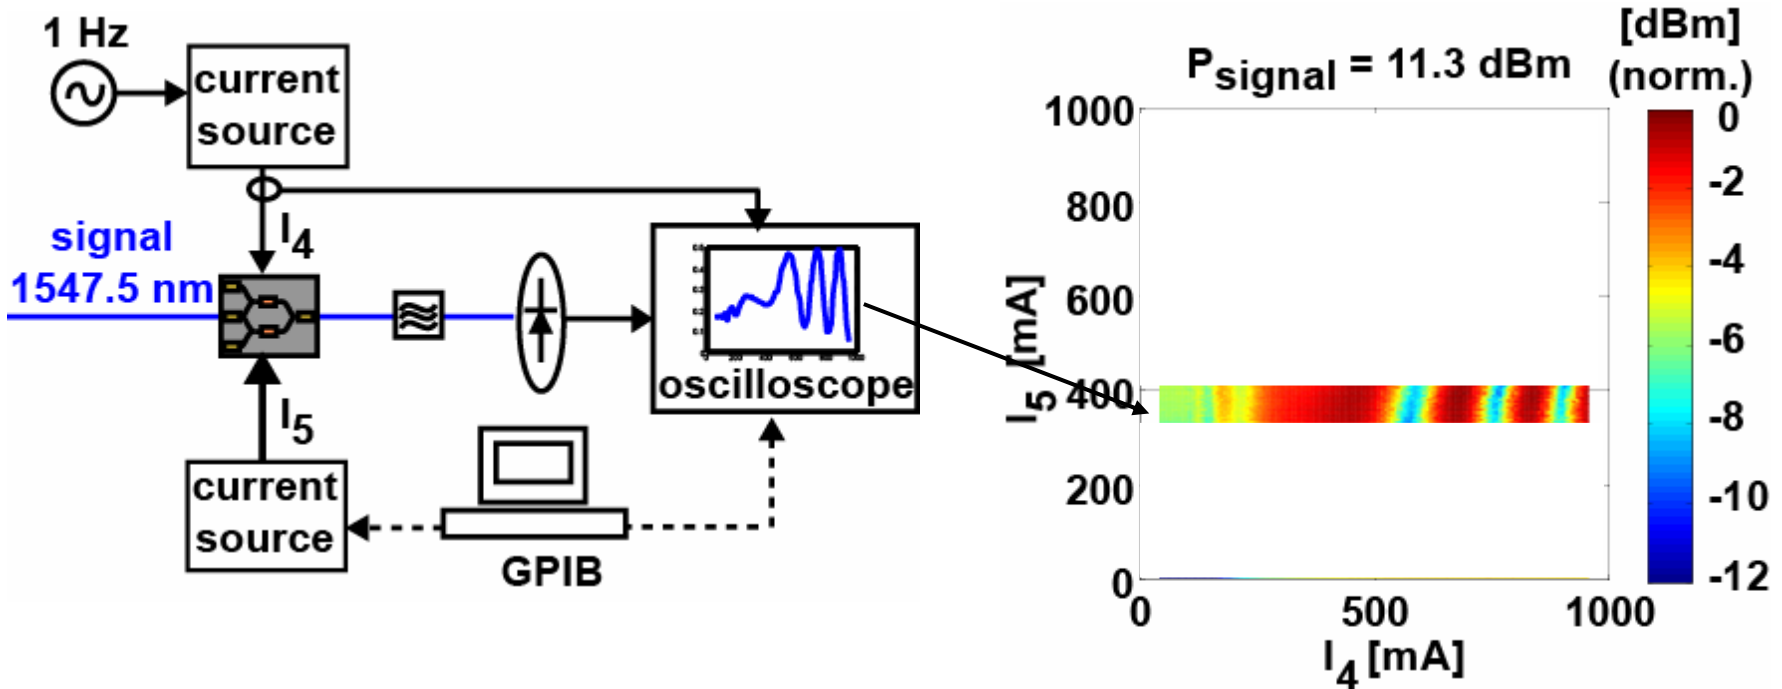 1 Hz
current
source
signal
1547.5 nm
I4
I5
current
source
oscilloscope
GPIB
Psignal = 11.3 dBm
[dBm]
(norm.)
1000
800
600
400
200
0
I5 [mA]
0
500
1000
I4 [mA]
0
-2
-4
-6
-8
-10
-12